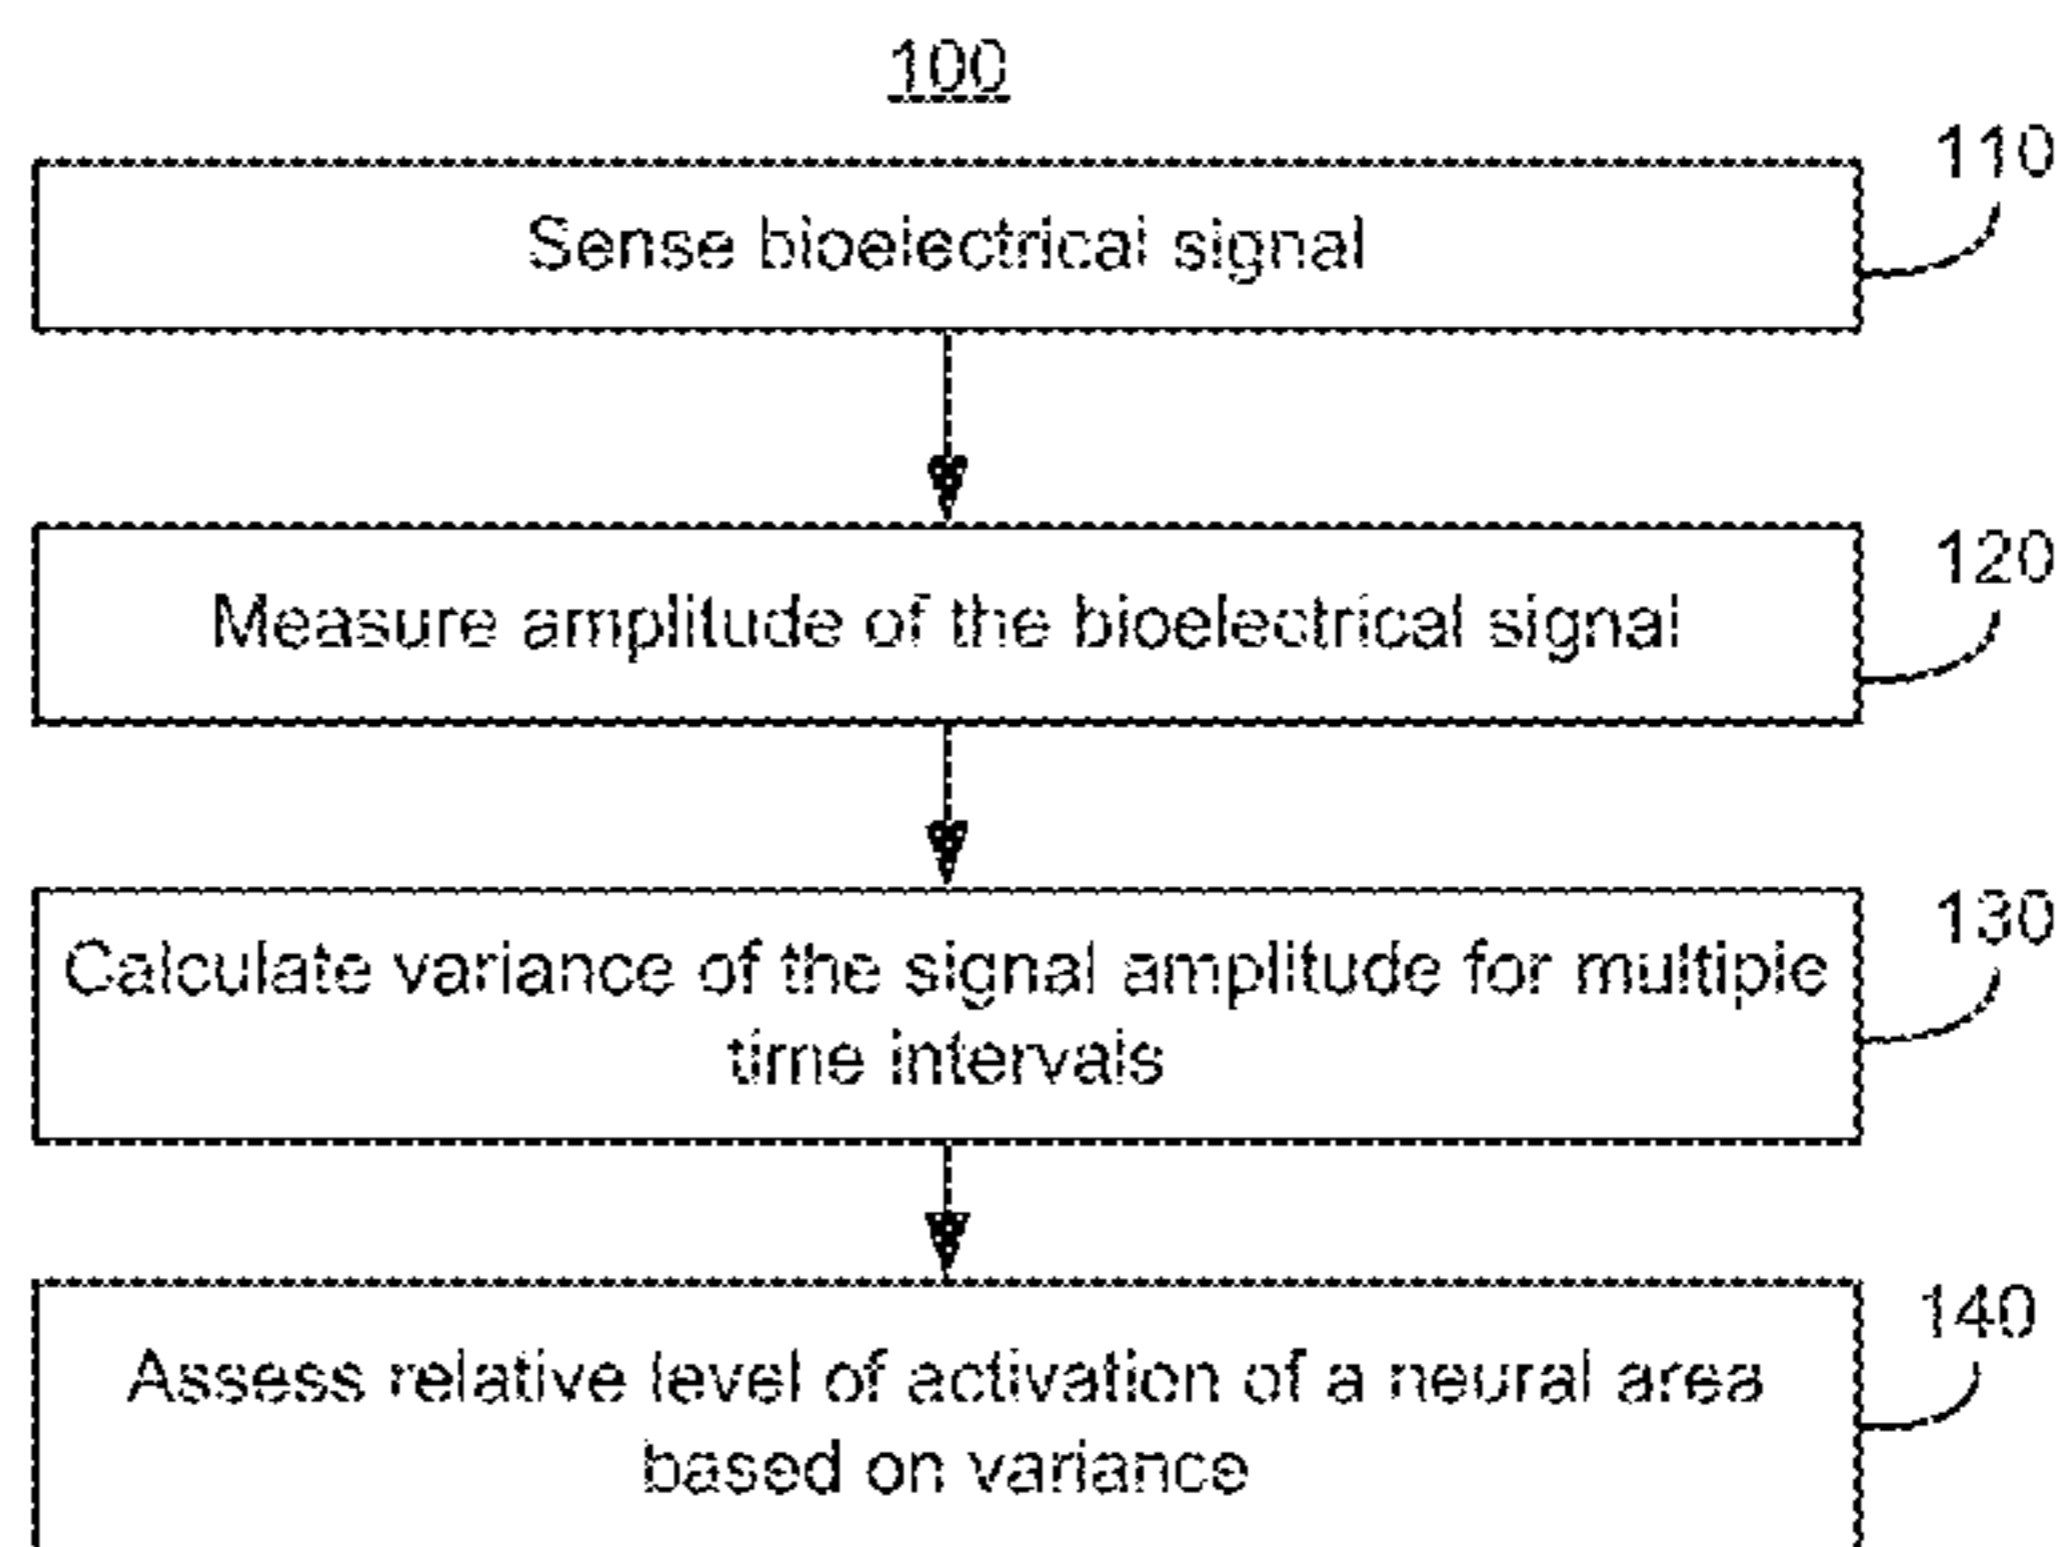 100
110
Sense bioelectrical signal
120
Measure amplitude of the bioelectrical signal
130
Calculate variance of the signal amplitude for multiple
time intervals
140
Assess relative level of activation of a neural area
based on variance